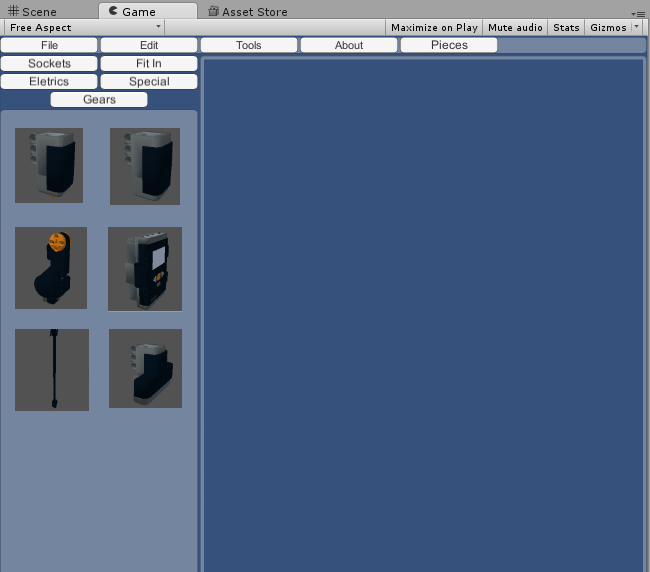 Scene Game Asset Store
Free Aspect Maximize on Play Mute audio Stats Gizmos
File Edit Tools About Pieces
Sockets Fit In
Eletrics Special
Gears